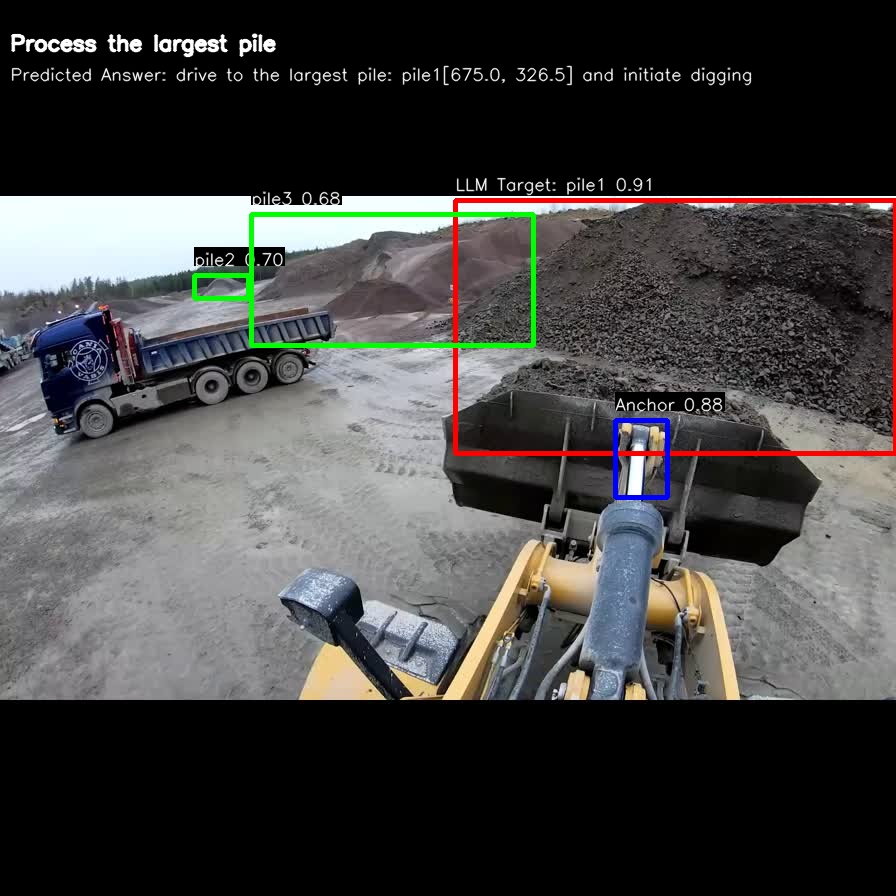 Process the largest pile
Predicted Answer: drive to the largest pile: pile1[675.0, 326.5] and initiate digging
LLM Target: pile1 0.91
pile3 0.68
pile2 0.70
Anchor 0.88